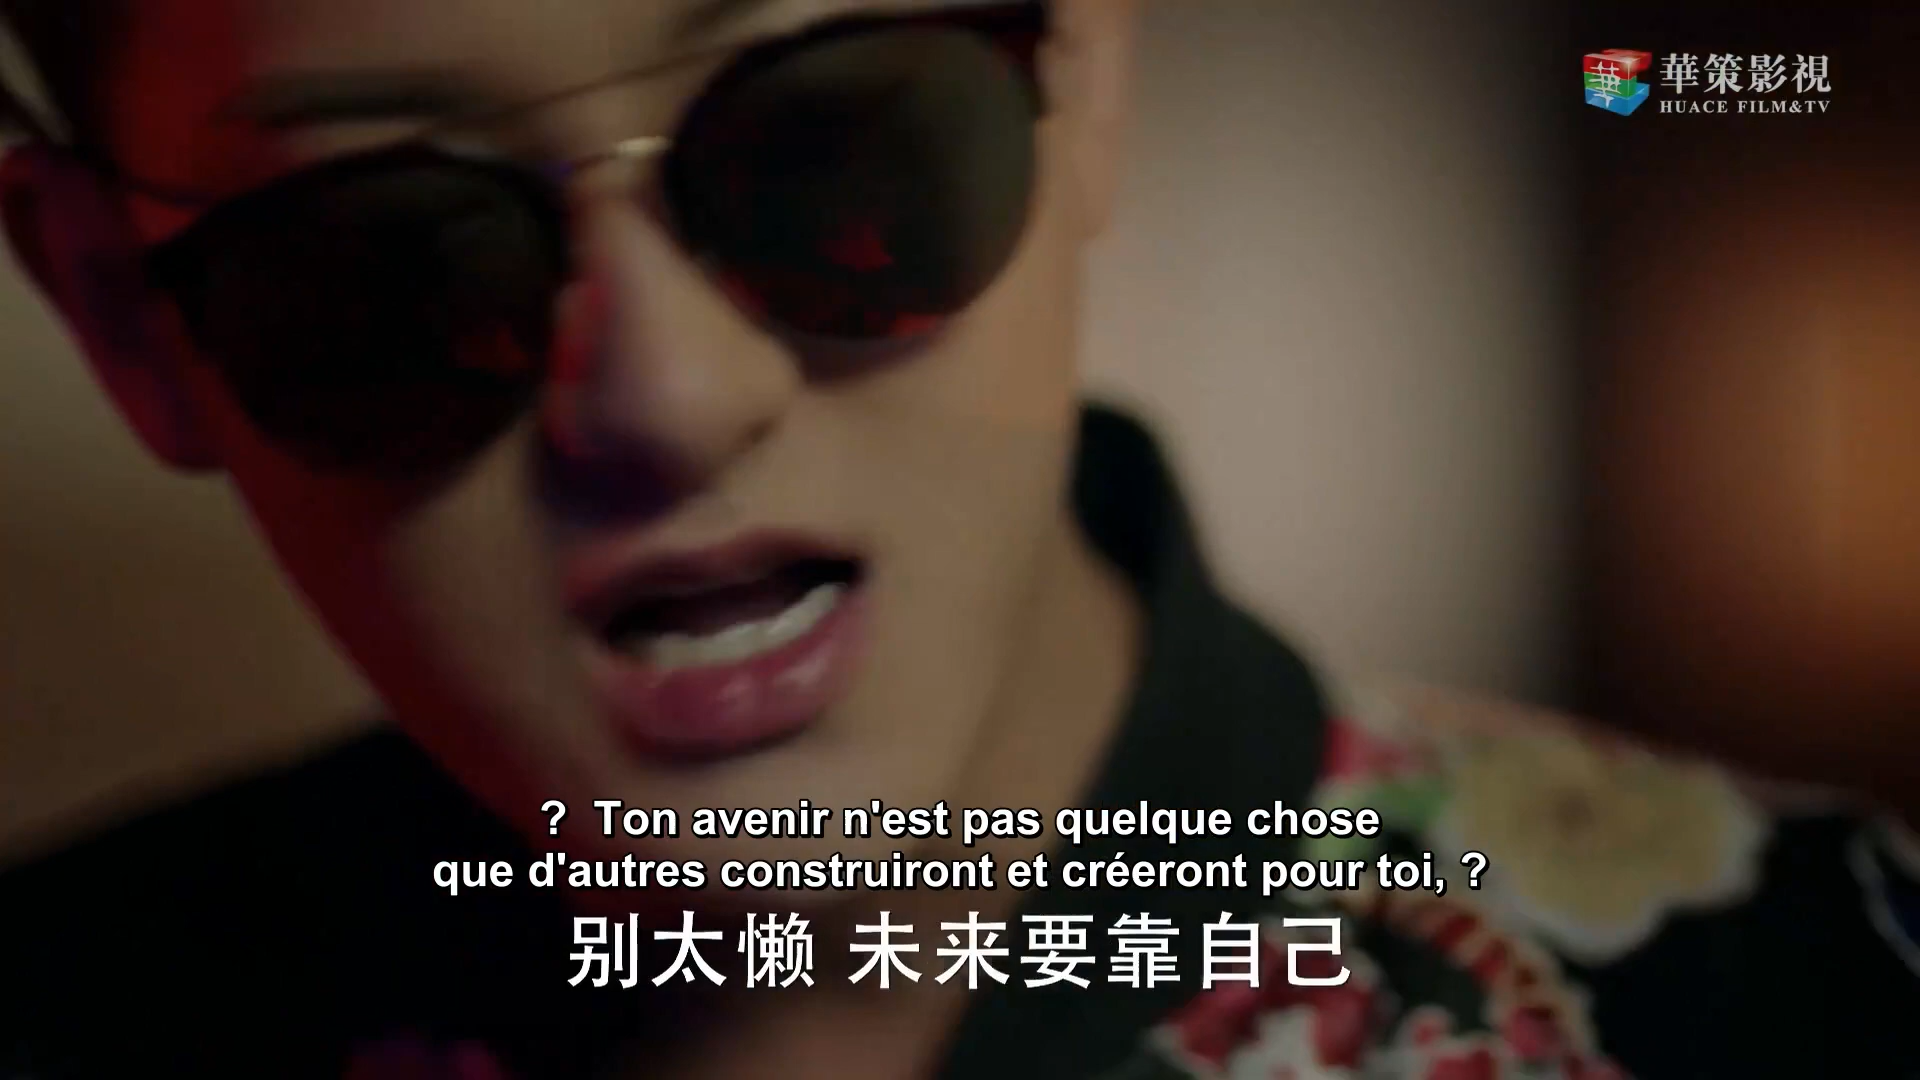 華策影視
HUACE FILM&TV
? Ton avenir n'est pas quelque chose
que d'autres construiront et créeront pour toi, ?
别太懒 未来要靠自己